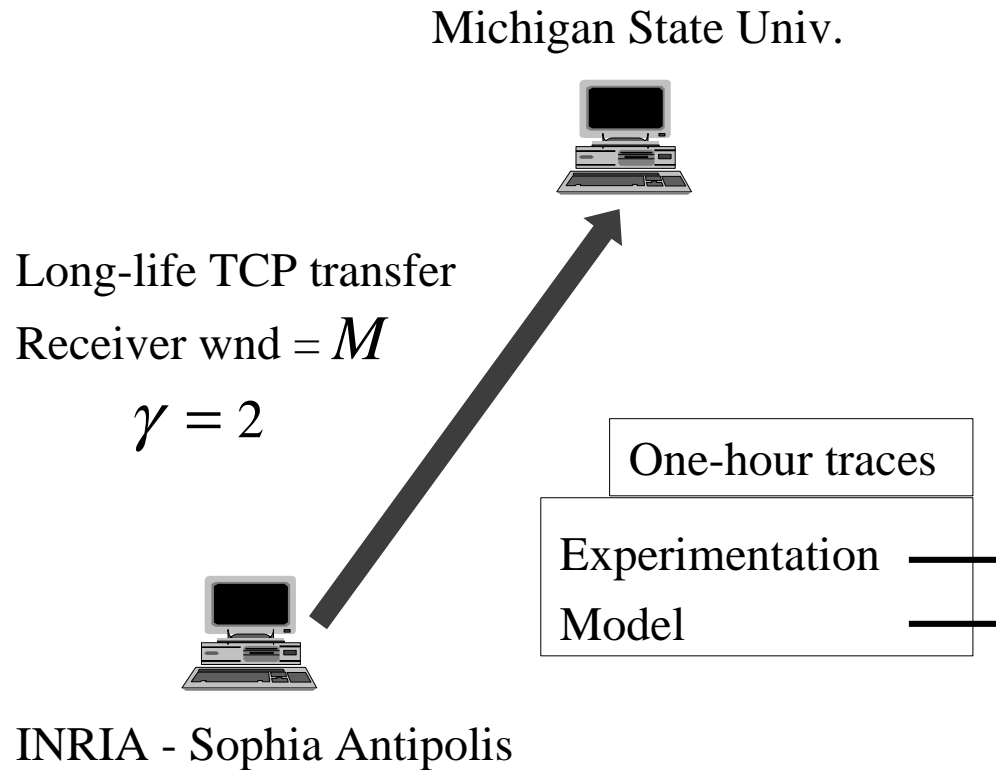 Michigan State Univ.
Long-life TCP transfer
Receiver wnd = M
γ = 2
One-hour traces
Experimentation
Model
INRIA - Sophia Antipolis